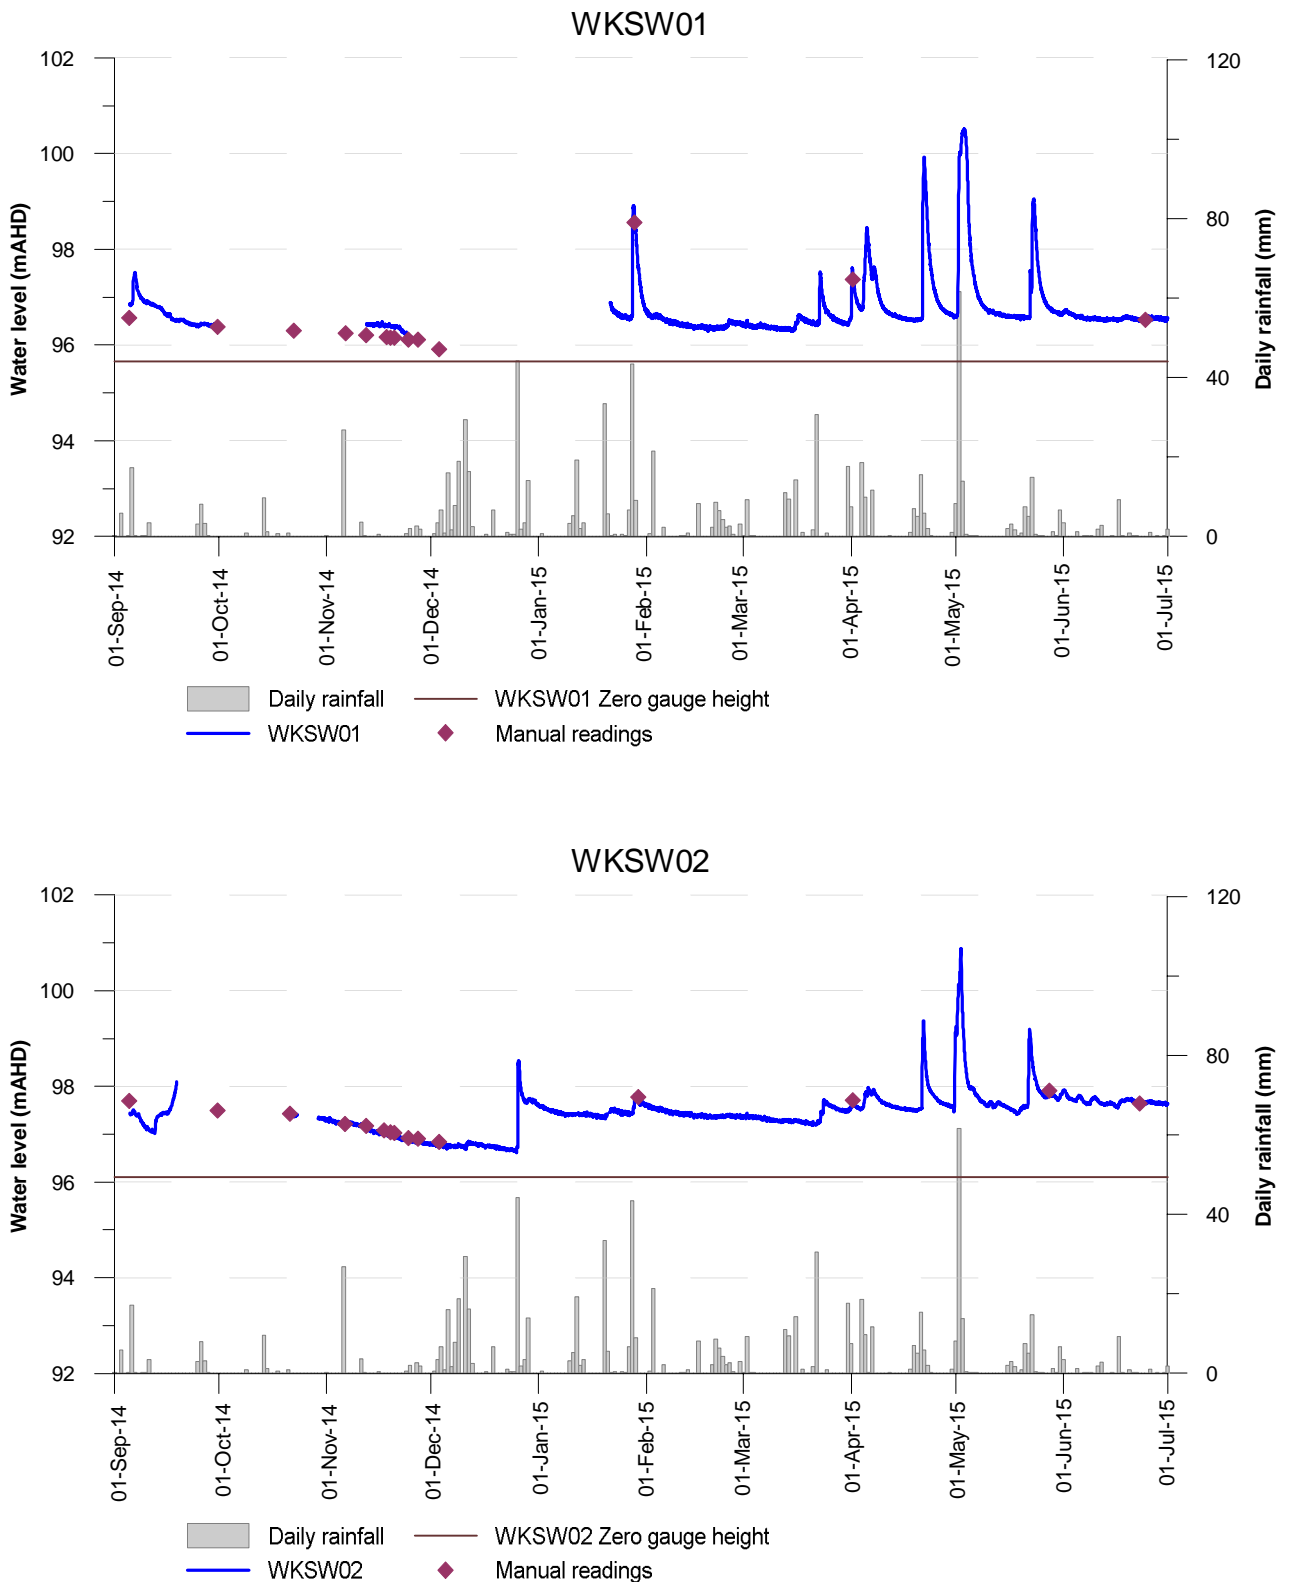 WKSW01
102
100
98
96
94
92
Water level (mAHD)
120
80
40
0
Daily rainfall (mm)
01-Sep-14
01-Oct-14
01-Nov-14
01-Dec-14
01-Jan-15
01-Feb-15
01-Mar-15
01-Apr-15
01-May-15
01-Jun-15
01-Jul-15
Daily rainfall
WKSW01 Zero gauge height
WKSW01
Manual readings
WKSW02
102
100
98
96
94
92
Water level (mAHD)
120
80
40
0
Daily rainfall (mm)
01-Sep-14
01-Oct-14
01-Nov-14
01-Dec-14
01-Jan-15
01-Feb-15
01-Mar-15
01-Apr-15
01-May-15
01-Jun-15
01-Jul-15
Daily rainfall
WKSW02 Zero gauge height
WKSW02
Manual readings